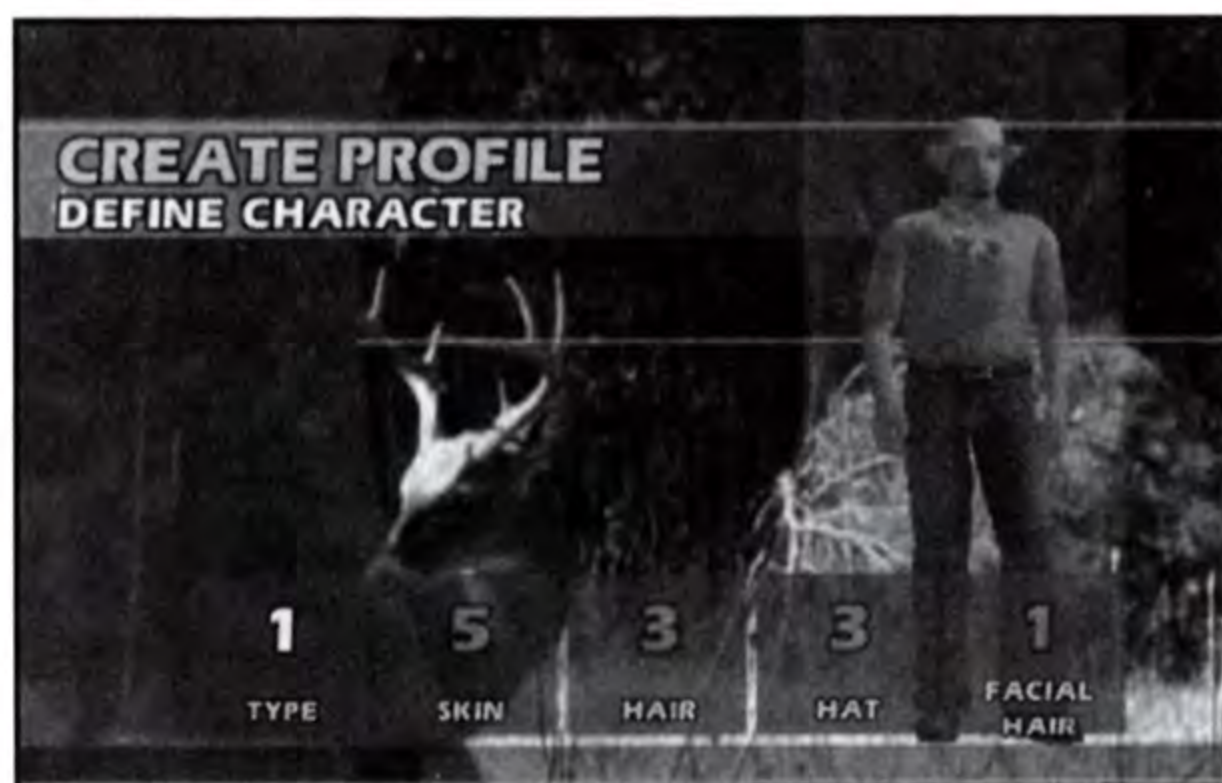 CREATE PROFILE
DEFINE CHARACTER
1 5 3 3 1
TYPE SKIN HAIR HAT FACIAL HAIR